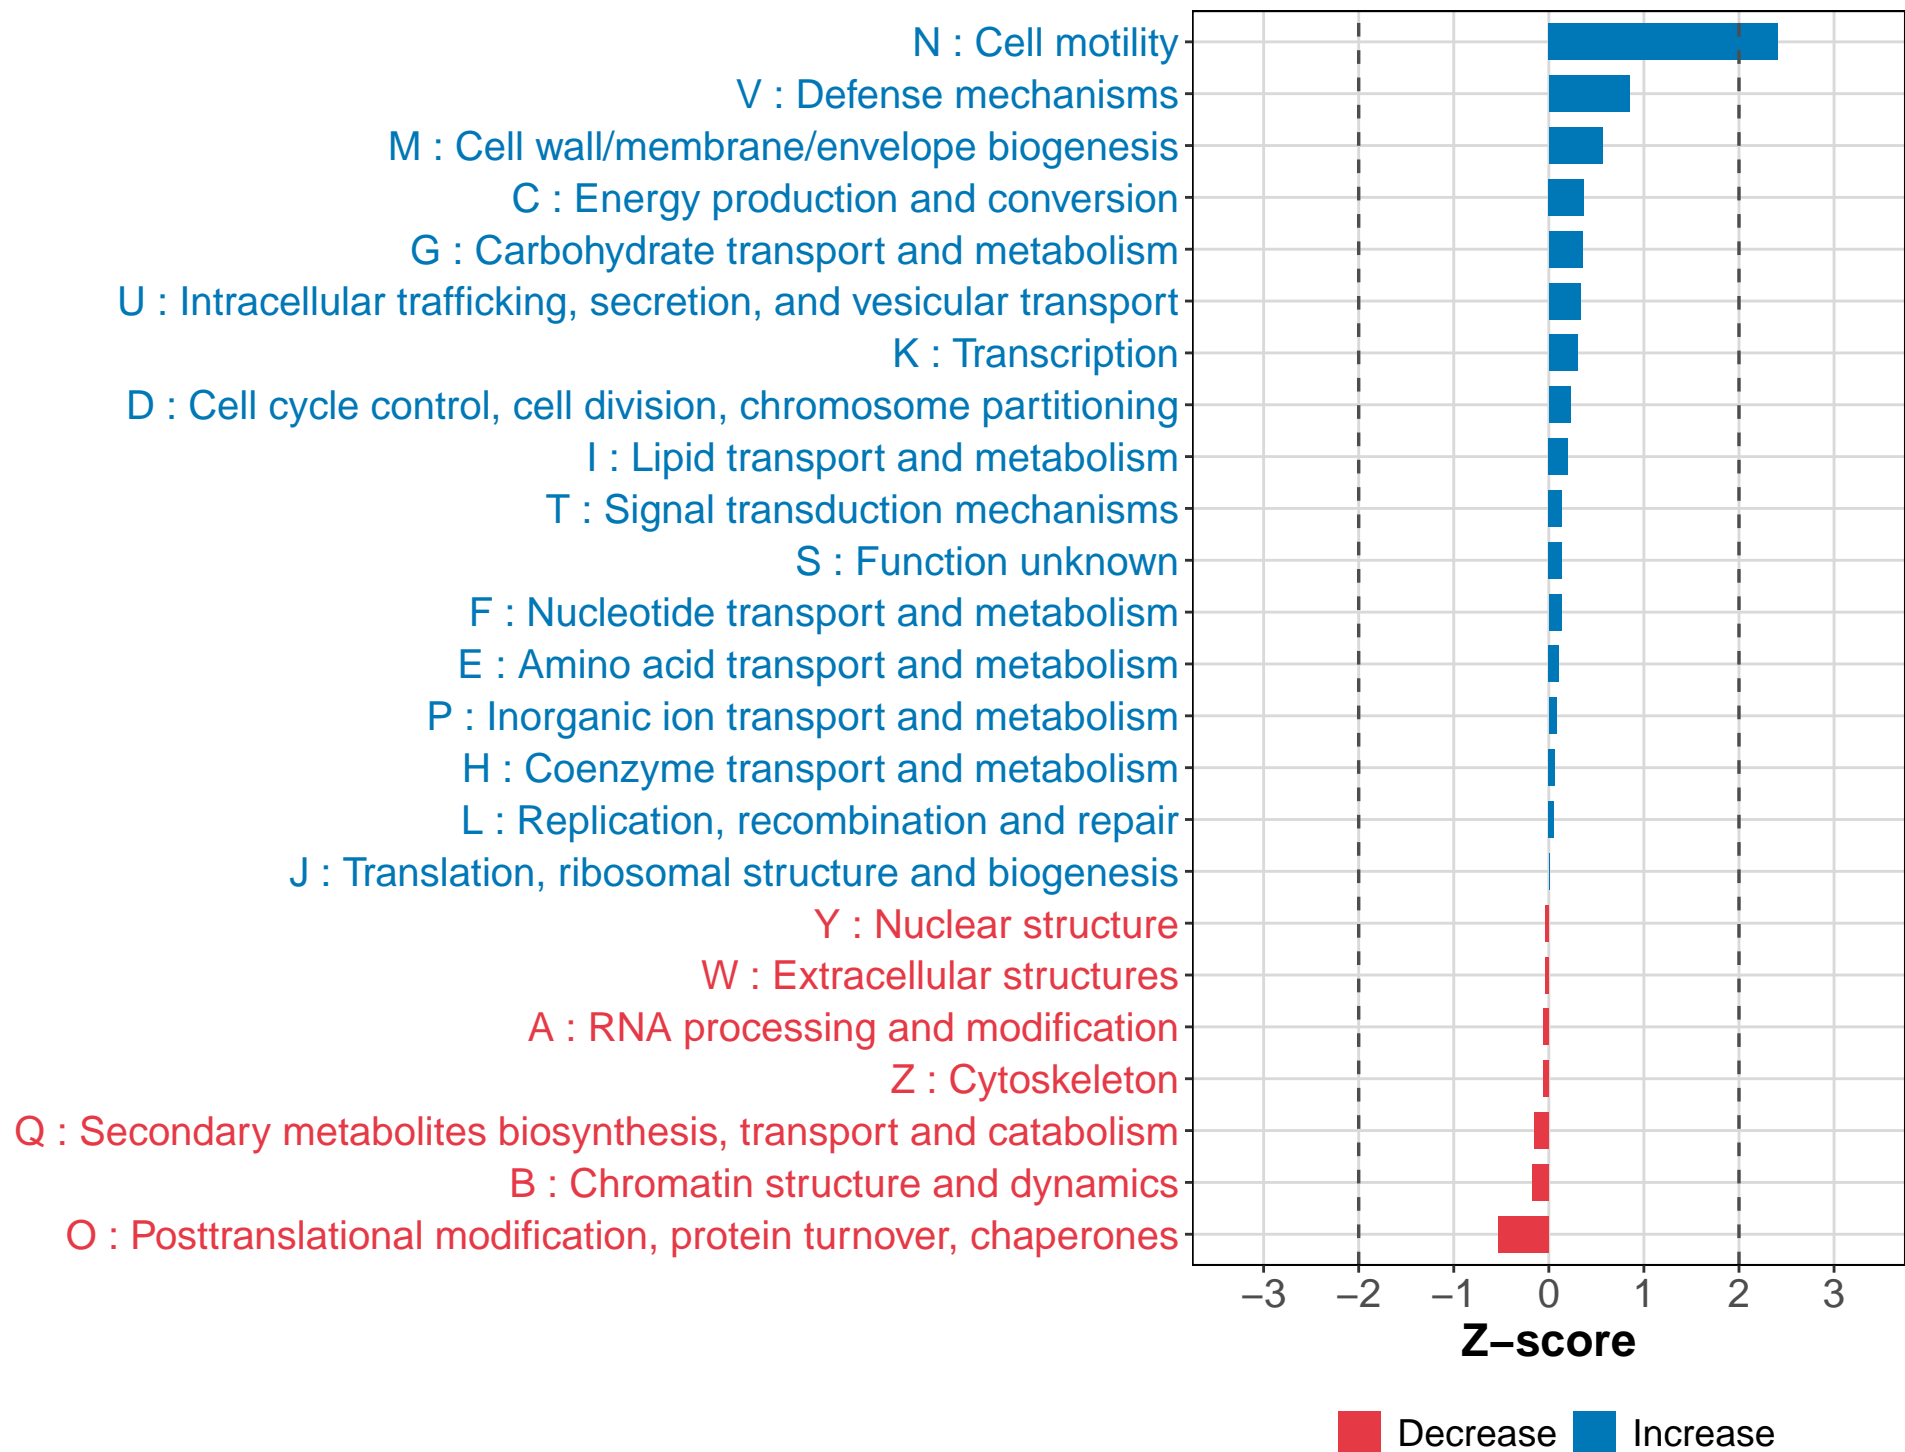 N : Cell motility
V : Defense mechanisms
M : Cell wall/membrane/envelope biogenesis
C : Energy production and conversion
G : Carbohydrate transport and metabolism
U : Intracellular trafficking, secretion, and vesicular transport
K : Transcription
D : Cell cycle control, cell division, chromosome partitioning
I : Lipid transport and metabolism
T : Signal transduction mechanisms
S : Function unknown
F : Nucleotide transport and metabolism
E : Amino acid transport and metabolism
P : Inorganic ion transport and metabolism
H : Coenzyme transport and metabolism
L : Replication, recombination and repair
J : Translation, ribosomal structure and biogenesis
Y : Nuclear structure
W : Extracellular structures
A : RNA processing and modification
Z : Cytoskeleton
Q : Secondary metabolites biosynthesis, transport and catabolism
B : Chromatin structure and dynamics
O : Posttranslational modification, protein turnover, chaperones
−3 −2 −1 0 1 2 3
Z−score
Decrease Increase